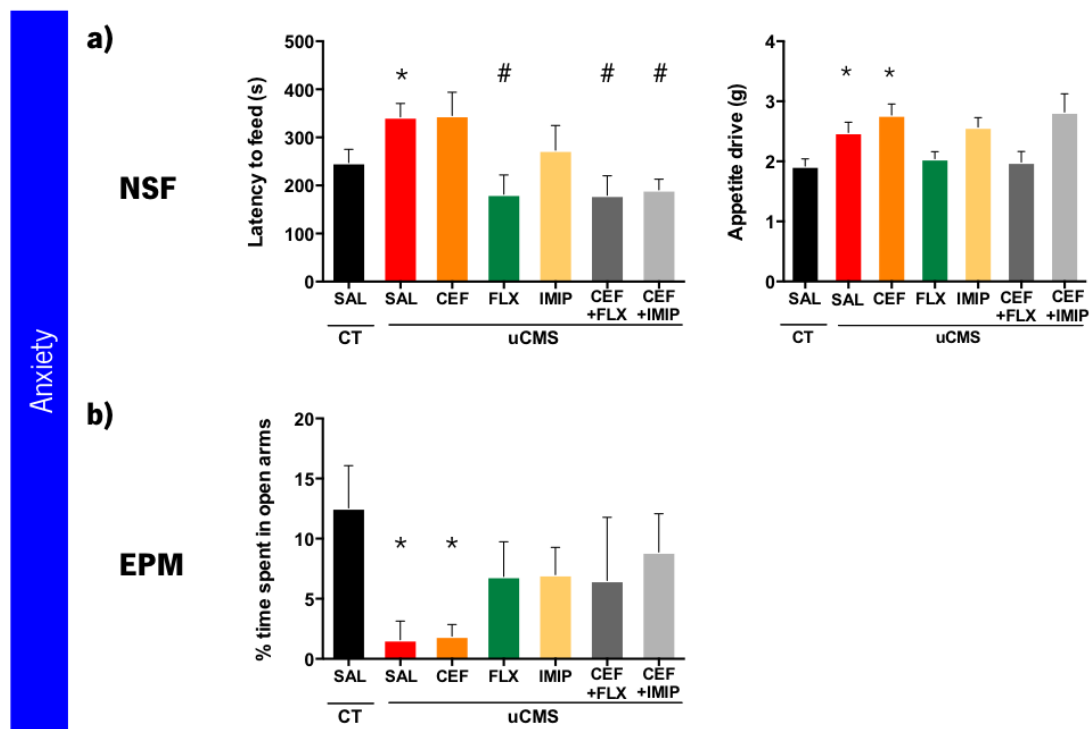 Anxiety
a)
NSF
Latency to feed (s)
500
400
300
200
100
0
* # # #
SAL SAL CEF FLX IMIP CEF CEF
+FLX +IMIP
CT uCMS
Appetite drive (g)
4
3
2
1
0
* *
SAL SAL CEF FLX IMIP CEF CEF
+FLX +IMIP
CT uCMS
b)
EPM
% time spent in open arms
20
15
10
5
0
* *
SAL SAL CEF FLX IMIP CEF CEF
+FLX +IMIP
CT uCMS